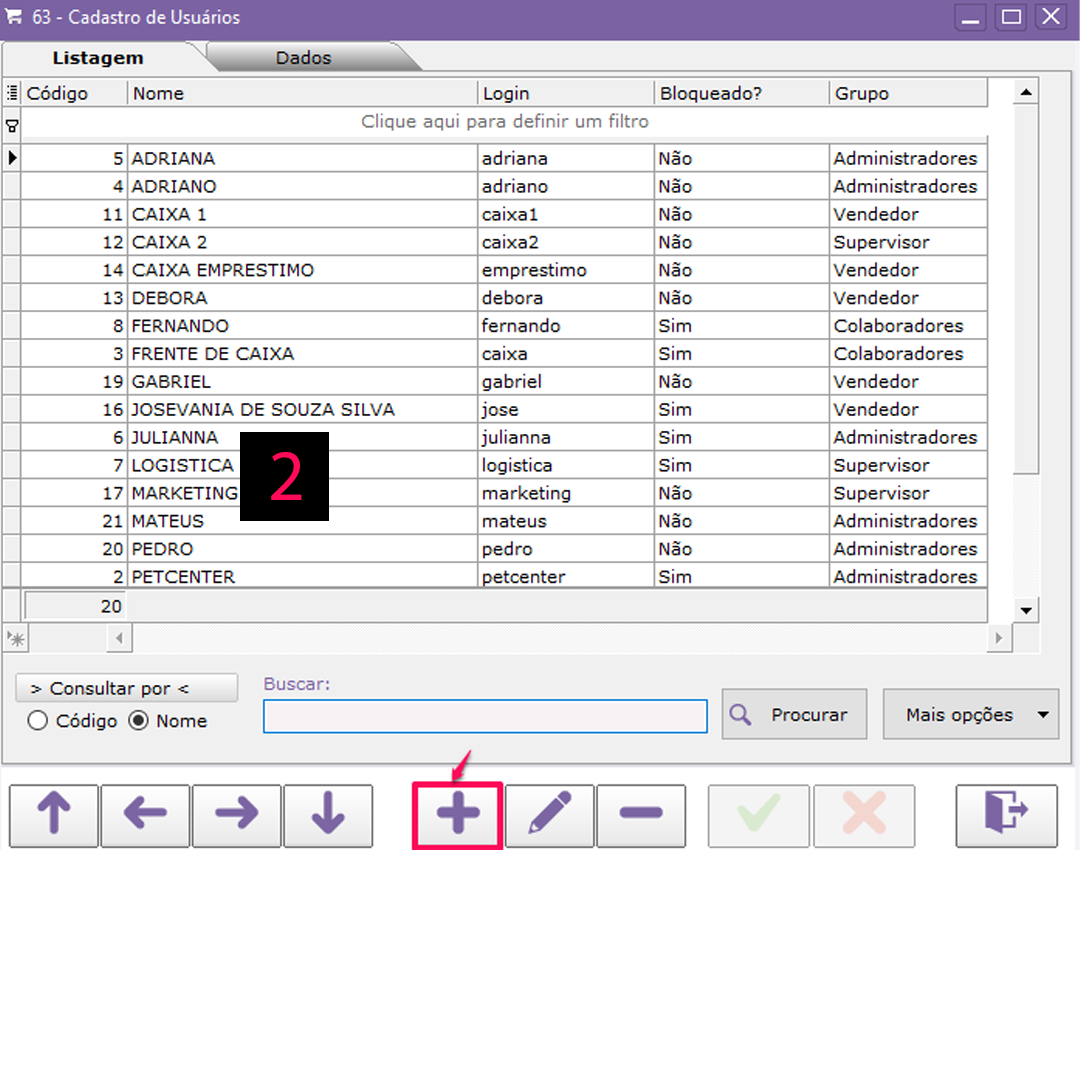 63 - Cadastro de Usuários
Listagem Dados
Código Nome Login Bloqueado? Grupo
Clique aqui para definir um filtro
5 ADRIANA adriana Não Administradores
4 ADRIANO adriano Não Administradores
11 CAIXA 1 caixa1 Não Vendedor
12 CAIXA 2 caixa2 Não Supervisor
14 CAIXA EMPRESTIMO emprestimo Não Vendedor
13 DEBORA debora Não Vendedor
8 FERNANDO fernando Sim Colaboradores
3 FRENTE DE CAIXA caixa Sim Colaboradores
19 GABRIEL gabriel Não Vendedor
16 JOSEVANIA DE SOUZA SILVA jose Sim Vendedor
6 JULIANNA julianna Sim Administradores
7 LOGISTICA logistica Sim Supervisor
2
17 MARKETING marketing Não Supervisor
21 MATEUS mateus Não Administradores
20 PEDRO pedro Não Administradores
2 PETCENTER petcenter Sim Administradores
20
> Consultar por < Buscar:
Código Nome Procurar Mais opções